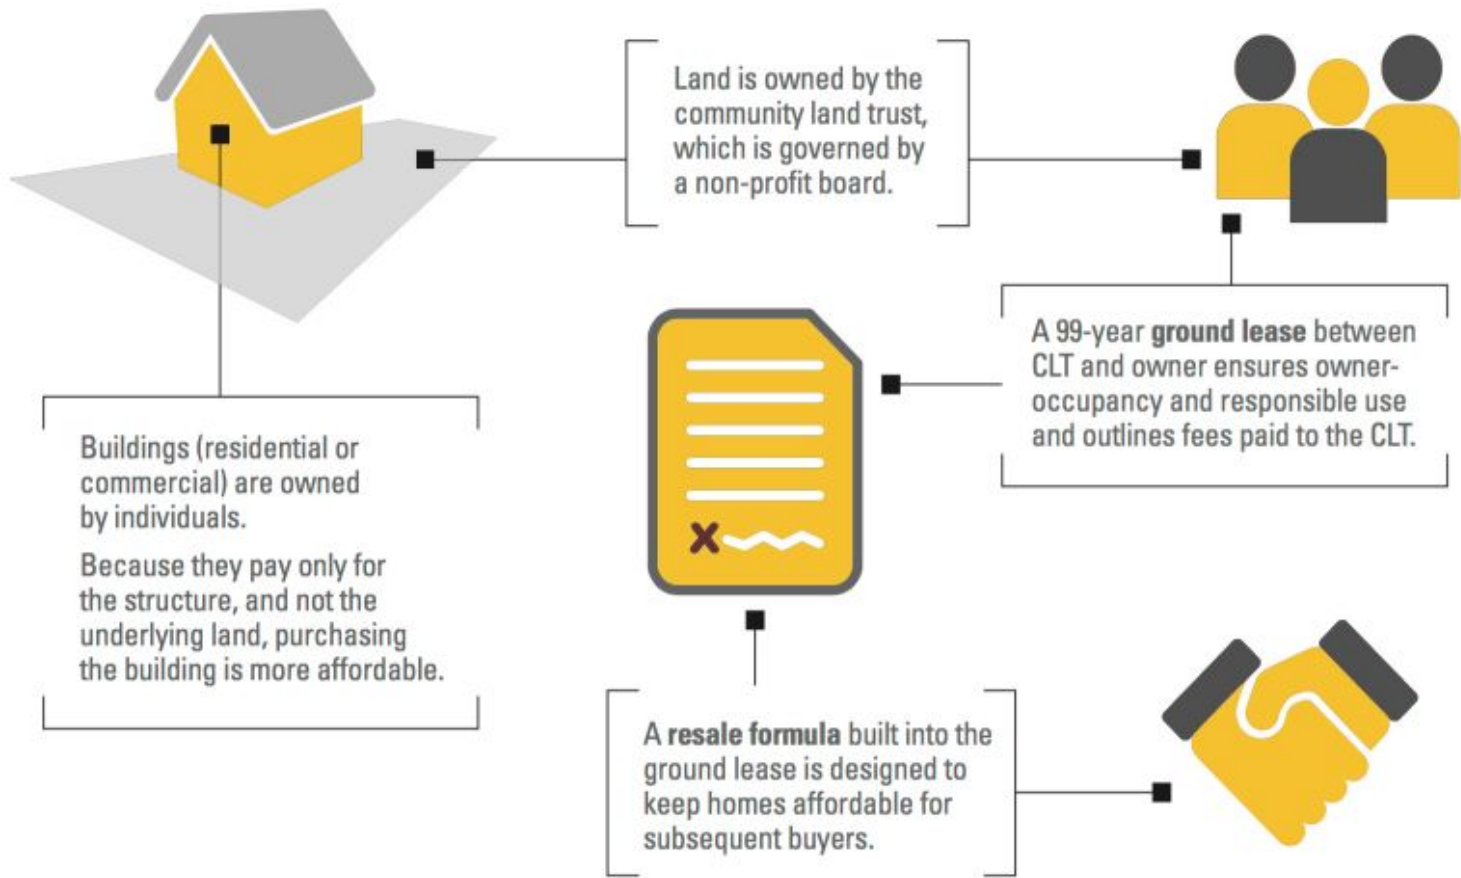 Land is owned by the
community land trust,
which is governed by
a non-profit board.
A 99-year ground lease between
CLT and owner ensures owner-
occupancy and responsible use
and outlines fees paid to the CLT.
Buildings (residential or
commercial) are owned
by individuals.
Because they pay only for
the structure, and not the
underlying land, purchasing
the building is more affordable.
A resale formula built into the
ground lease is designed to
keep homes affordable for
subsequent buyers.